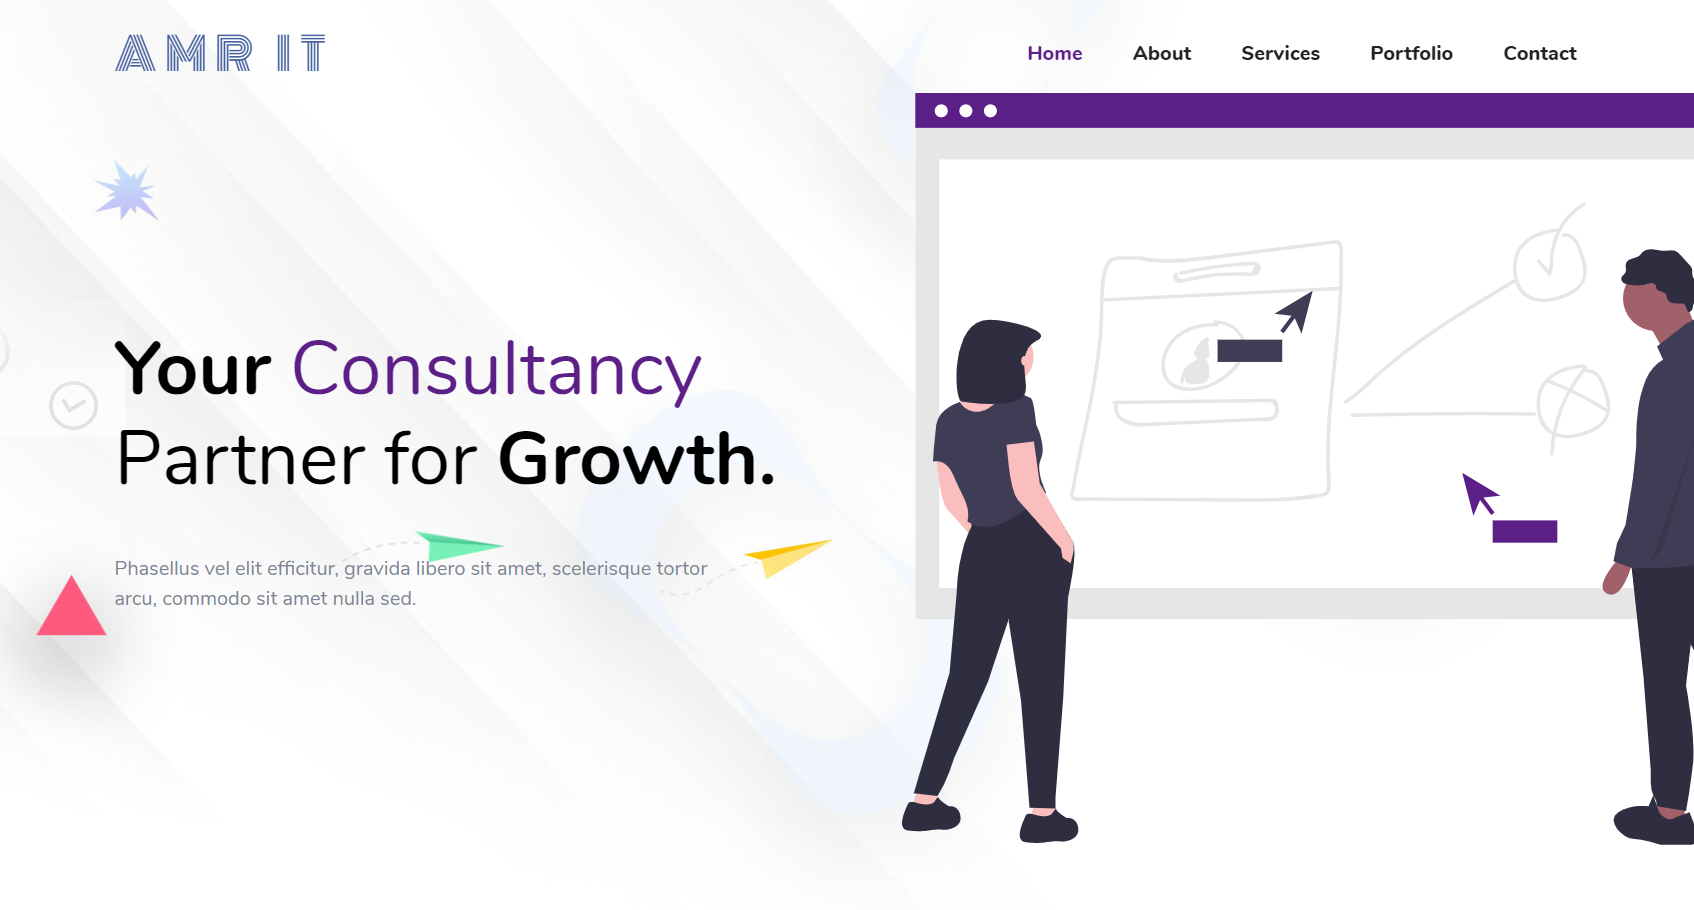 AMR IT
Home About Services Portfolio Contact
Your Consultancy
Partner for Growth.
Phasellus vel elit efficitur, gravida libero sit amet, scelerisque tortor
arcu, commodo sit amet nulla sed.